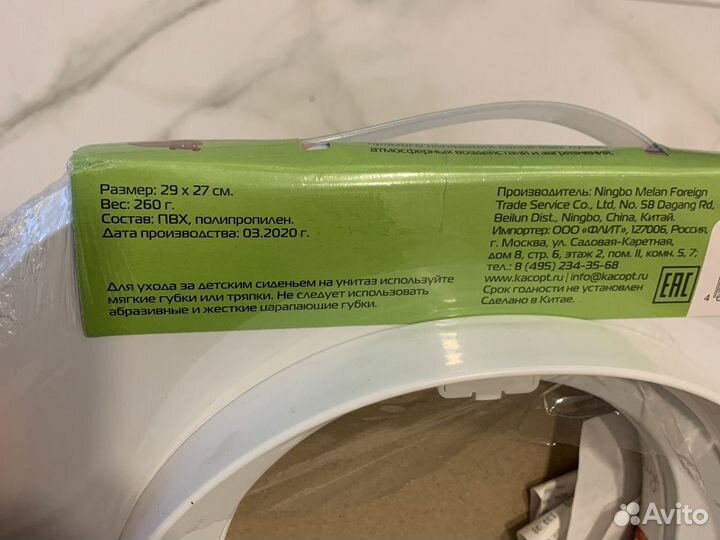 атмосферных воздействий и загрязнений.
Размер: 29 x 27 см.
Вес: 260 г.
Состав: ПВХ, полипропилен.
Дата производства: 03.2020 г.
Для ухода за детским сиденьем на унитаз используйте
мягкие губки или тряпки. Не следует использовать
абразивные и жесткие царапающие губки.
Производитель: Ningbo Melan Foreign
Trade Service Co., Ltd, No. 58 Dagang Rd,
Beilun Dist., Ningbo, China, Китай.
Импортер: ООО «ФЛИТ», 127006, Россия,
г. Москва, ул. Садовая-Каретная,
дом 8, стр. 6, этаж 2, пом. II, комн. 5, 7;
тел.: 8 (495) 234-35-68
www.kacopt.ru | info@kacopt.ru
Срок годности не установлен
Сделано в Китае.
EAC
4
Avito